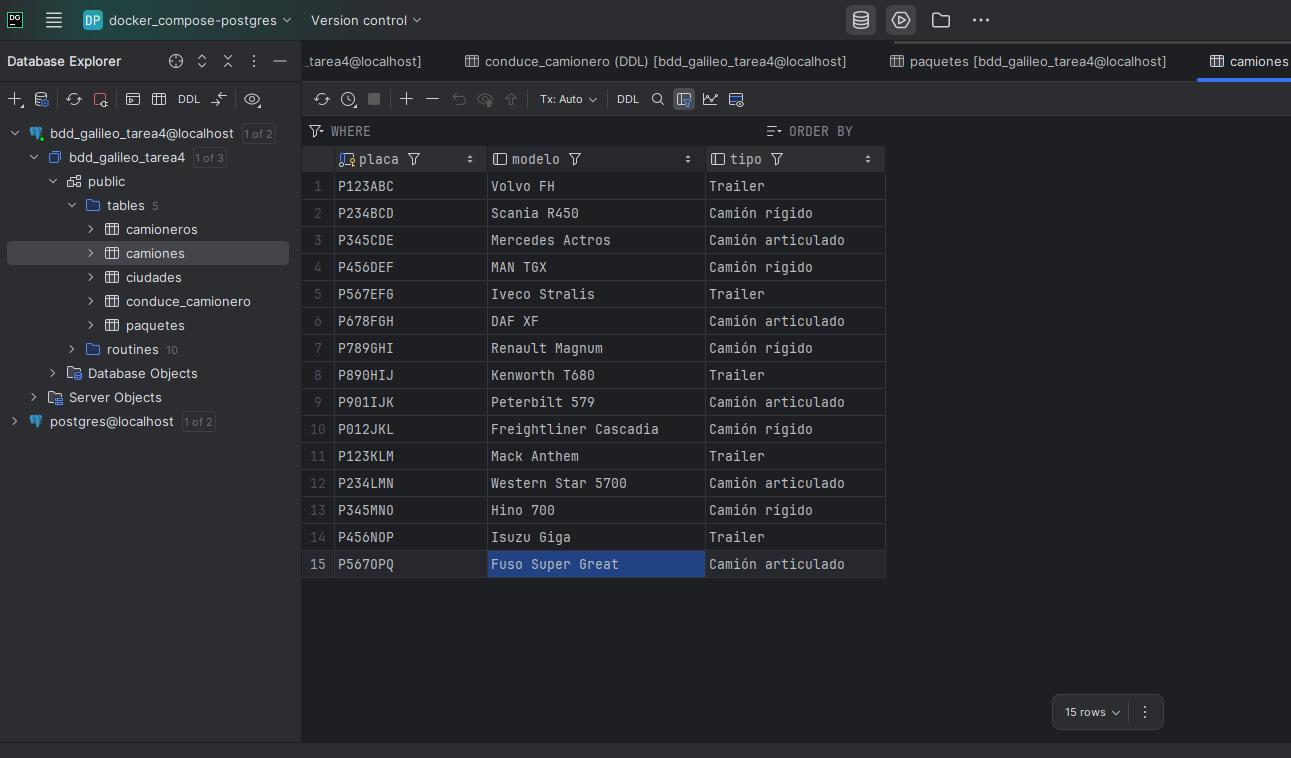 DG
DP docker_compose-postgres Version control
Database Explorer
_tarea4@localhost] conduce_camionero (DDL) [bdd_galileo_tarea4@localhost] paquetes [bdd_galileo_tarea4@localhost] camiones
DDL
Tx: Auto DDL
bdd_galileo_tarea4@localhost 1 of 2
bdd_galileo_tarea4 1 of 3
public
tables 5
camioneros
camiones
ciudades
conduce_camionero
paquetes
routines 10
Database Objects
Server Objects
postgres@localhost 1 of 2
WHERE ORDER BY
placa modelo tipo
1 P123ABC Volvo FH Trailer
2 P234BCD Scania R450 Camión rígido
3 P345CDE Mercedes Actros Camión articulado
4 P456DEF MAN TGX Camión rígido
5 P567EFG Iveco Stralis Trailer
6 P678FGH DAF XF Camión articulado
7 P789GHI Renault Magnum Camión rígido
8 P890HIJ Kenworth T680 Trailer
9 P901IJK Peterbilt 579 Camión articulado
10 P012JKL Freightliner Cascadia Camión rígido
11 P123KLM Mack Anthem Trailer
12 P234LMN Western Star 5700 Camión articulado
13 P345MNO Hino 700 Camión rígido
14 P456NOP Isuzu Giga Trailer
15 P567OPQ Fuso Super Great Camión articulado
15 rows